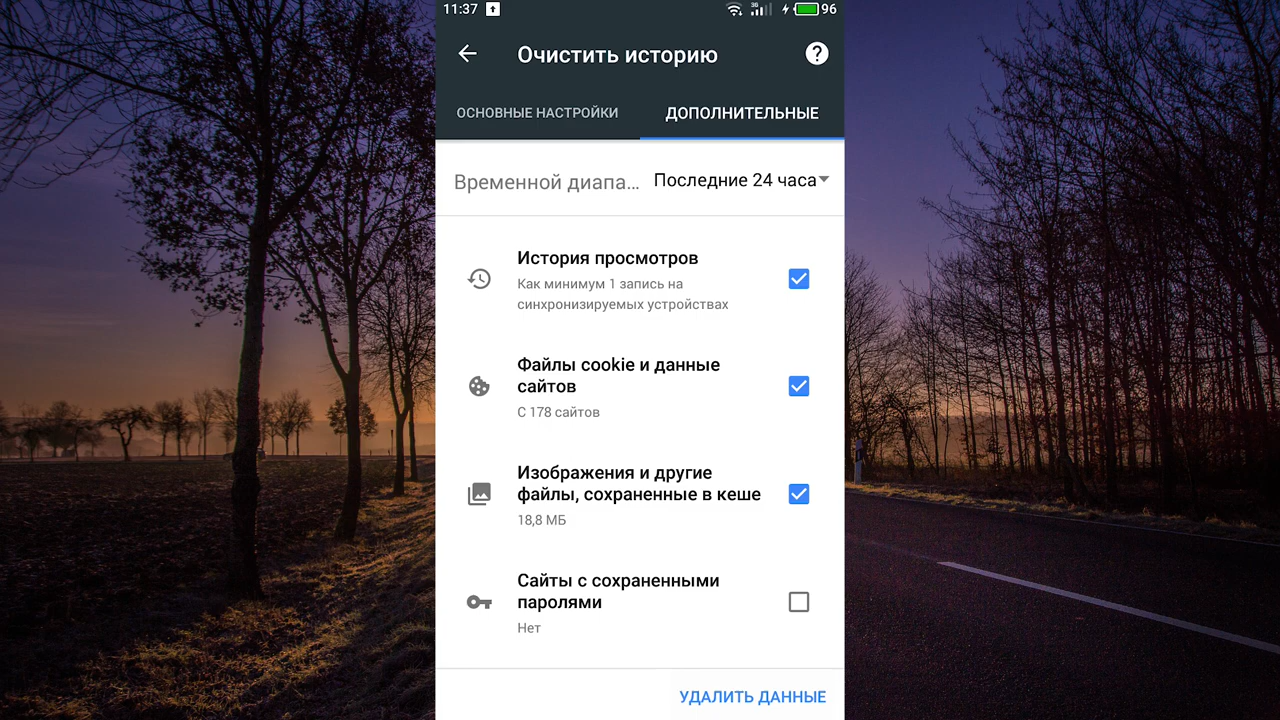 11:37
3G
96
Очистить историю
ОСНОВНЫЕ НАСТРОЙКИ
ДОПОЛНИТЕЛЬНЫЕ
Временной диапа... Последние 24 часа
История просмотров
Как минимум 1 запись на
синхронизируемых устройствах
Файлы cookie и данные
сайтов
С 178 сайтов
Изображения и другие
файлы, сохраненные в кеше
18,8 МБ
Сайты с сохраненными
паролями
Нет
УДАЛИТЬ ДАННЫЕ